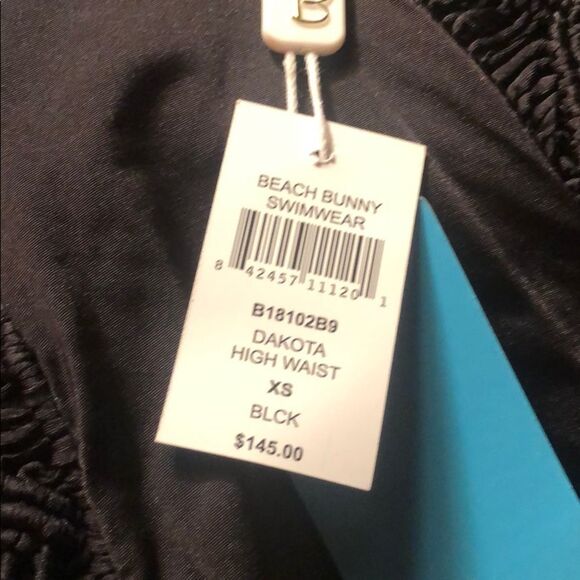 B
BEACH BUNNY
SWIMWEAR
8 42457 11120 1
B18102B9
DAKOTA
HIGH WAIST
XS
BLCK
$145.00